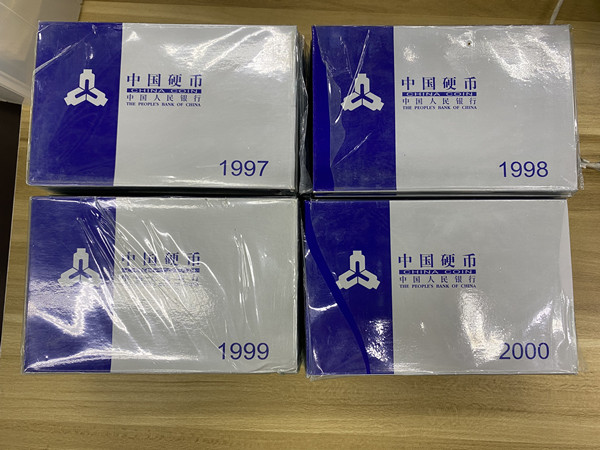 中国硬币
CHINA COIN
中国人民银行
THE PEOPLE'S BANK OF CHINA
1997
中国硬币
CHINA COIN
中国人民银行
THE PEOPLE'S BANK OF CHINA
1998
中国硬币
CHINA COIN
中国人民银行
THE PEOPLE'S BANK OF CHINA
1999
中国硬币
CHINA COIN
中国人民银行
THE PEOPLE'S BANK OF CHINA
2000